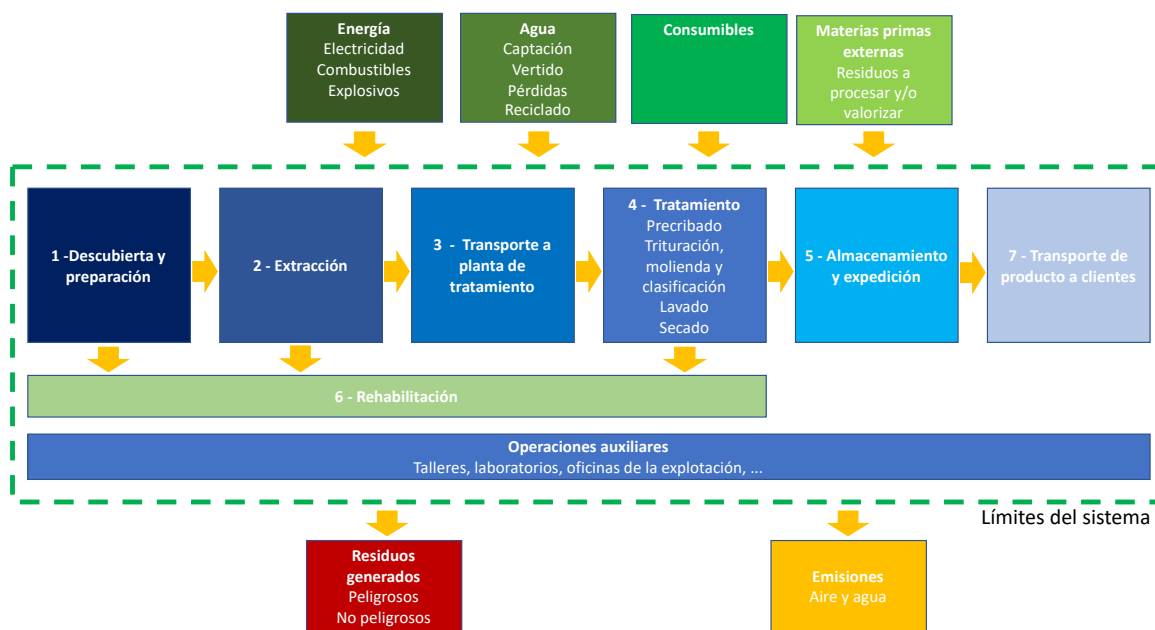 Energía
Electricidad
Combustibles
Explosivos
Agua
Captación
Vertido
Pérdidas
Reciclado
Consumibles
Materias primas
externas
Residuos a
procesar y/o
valorizar
1 -Descubierta y
preparación
2 - Extracción
3 - Transporte a
planta de
tratamiento
4 - Tratamiento
Precribado
Trituración,
molienda y
clasificación
Lavado
Secado
5 - Almacenamiento
y expedición
7 - Transporte de
producto a clientes
6 - Rehabilitación
Operaciones auxiliares
Talleres, laboratorios, oficinas de la explotación, ...
Límites del sistema
Residuos
generados
Peligrosos
No peligrosos
Emisiones
Aire y agua